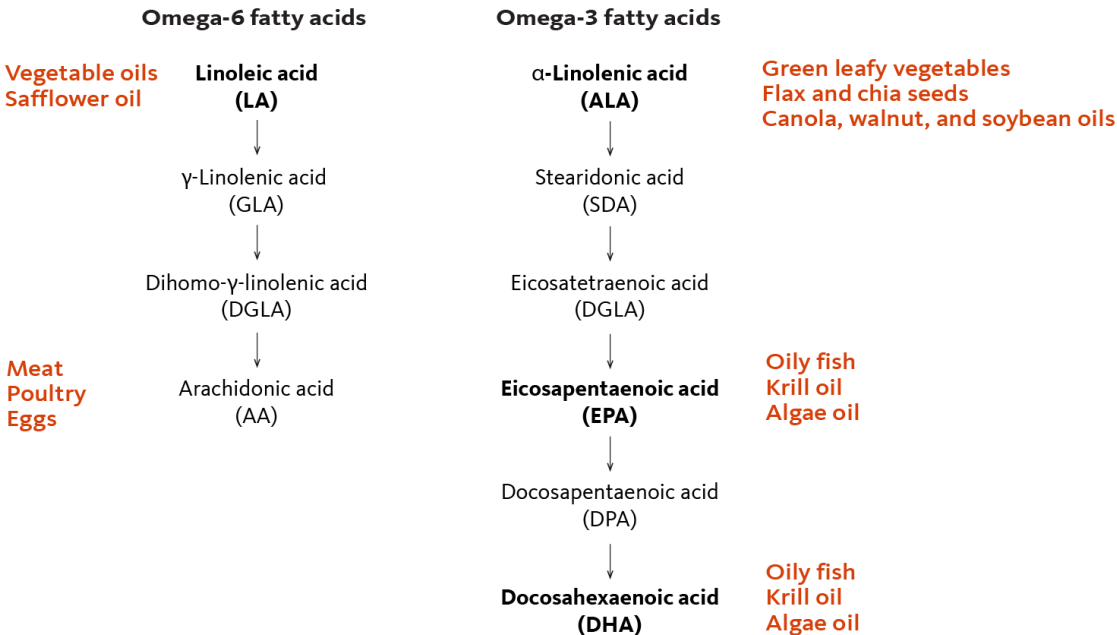 Omega-6 fatty acids
Omega-3 fatty acids
Vegetable oils
Safflower oil
Linoleic acid
(LA)
α-Linolenic acid
(ALA)
Green leafy vegetables
Flax and chia seeds
Canola, walnut, and soybean oils
γ-Linolenic acid
(GLA)
Stearidonic acid
(SDA)
Dihomo-γ-linolenic acid
(DGLA)
Eicosatetraenoic acid
(DGLA)
Meat
Poultry
Eggs
Arachidonic acid
(AA)
Eicosapentaenoic acid
(EPA)
Oily fish
Krill oil
Algae oil
Docosapentaenoic acid
(DPA)
Docosahexaenoic acid
(DHA)
Oily fish
Krill oil
Algae oil